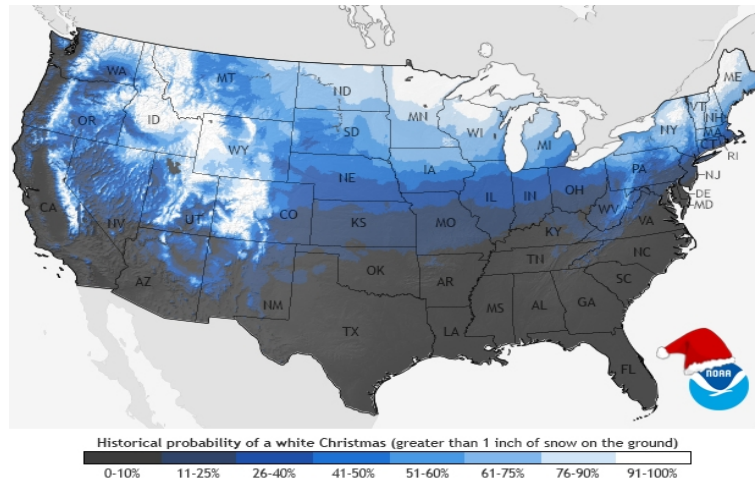 WA
MT
ND
MN
ME
OR
ID
SD
WI
MI
VT
NH
NY
MA
CT
RI
WY
IA
PA
NJ
NE
IL
IN
OH
DE
MD
NV
UT
CO
KS
MO
WV
VA
CA
KY
AZ
NM
OK
AR
TN
NC
SC
TX
LA
MS
AL
GA
FL
NOAA
Historical probability of a white Christmas (greater than 1 inch of snow on the ground)
0-10% 11-25% 26-40% 41-50% 51-60% 61-75% 76-90% 91-100%